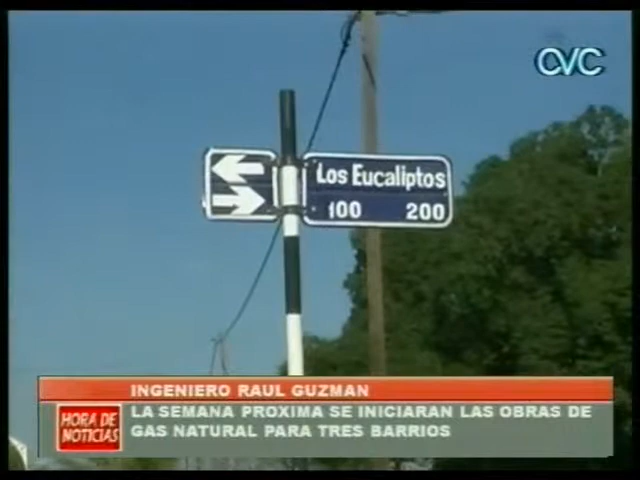 CVC
Los Eucaliptos
100 200
INGENIERO RAUL GUZMAN
LA SEMANA PROXIMA SE INICIARAN LAS OBRAS DE
GAS NATURAL PARA TRES BARRIOS
HORA DE
NOTICIAS